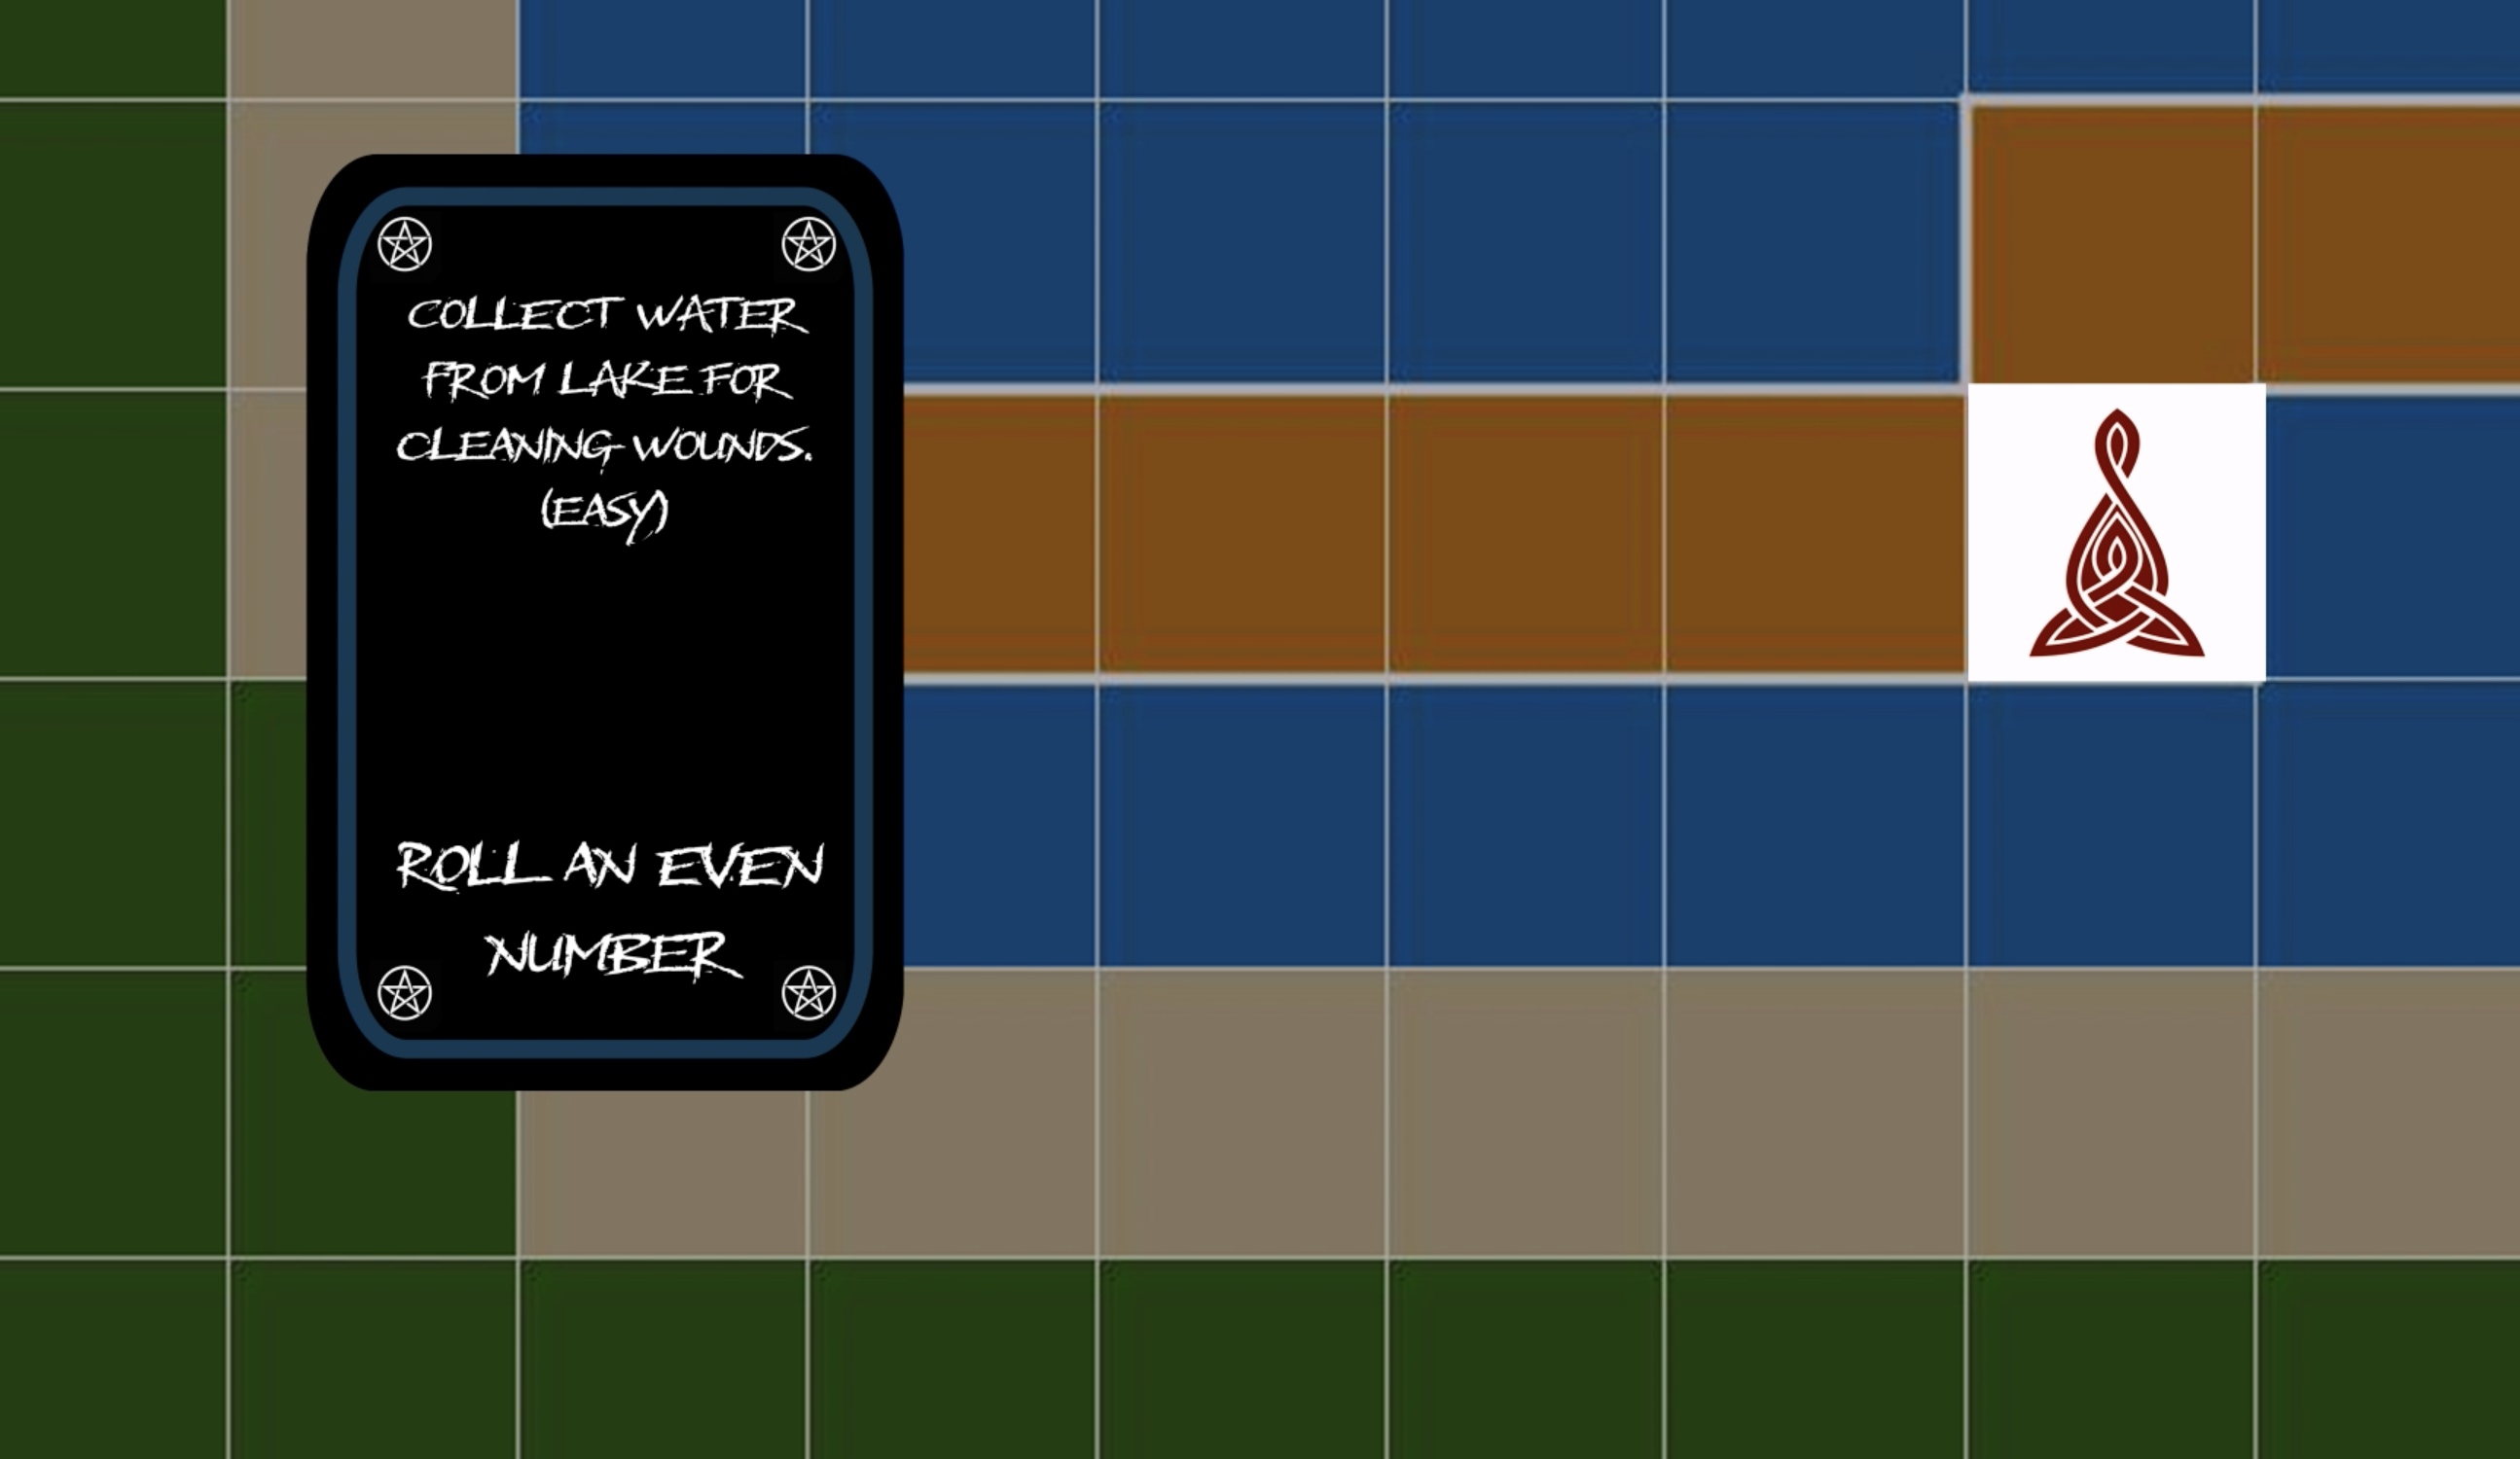 COLLECT WATER
FROM LAKE FOR
CLEANING WOUNDS.
(EASY)
ROLL AN EVEN
NUMBER